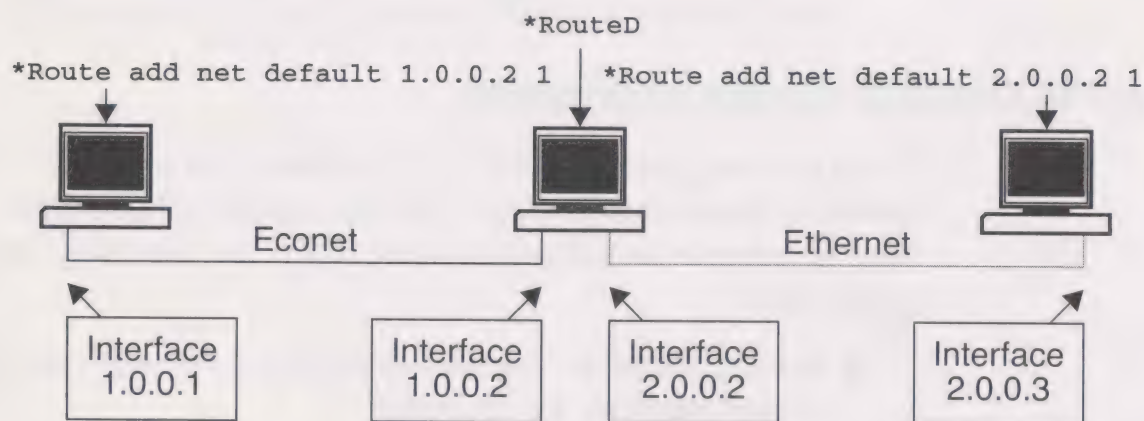 *RouteD
*Route add net default 1.0.0.2 1
*Route add net default 2.0.0.2 1
Econet
Ethernet
Interface
1.0.0.1
Interface
1.0.0.2
Interface
2.0.0.2
Interface
2.0.0.3